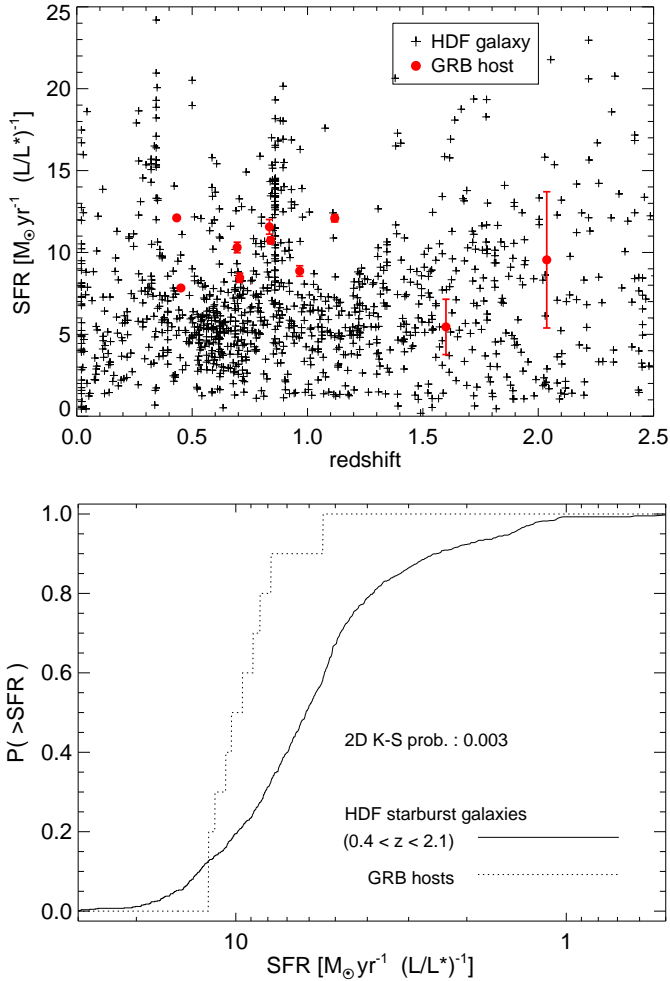 25
20
15
10
5
0
SFR [M⊙yr-1 (L/L*)-1]
+ HDF galaxy
● GRB host
0.0 0.5 1.0 1.5 2.0 2.5
redshift
1.0
0.8
0.6
0.4
0.2
0.0
P( >SFR )
2D K-S prob. : 0.003
HDF starburst galaxies
(0.4 < z < 2.1)
GRB hosts
10 1
SFR [M⊙yr-1 (L/L*)-1]